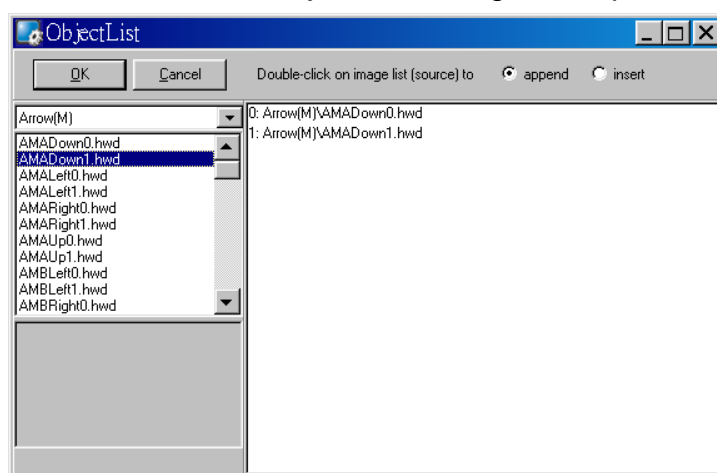 ObjectList
OK Cancel Double-click on image list (source) to append insert
Arrow(M)
AMADown0.hwd
AMADown1.hwd
AMALeft0.hwd
AMALeft1.hwd
AMARight0.hwd
AMARight1.hwd
AMAUp0.hwd
AMAUp1.hwd
AMBLeft0.hwd
AMBLeft1.hwd
AMBRight0.hwd
0: Arrow(M)\AMADown0.hwd
1: Arrow(M)\AMADown1.hwd